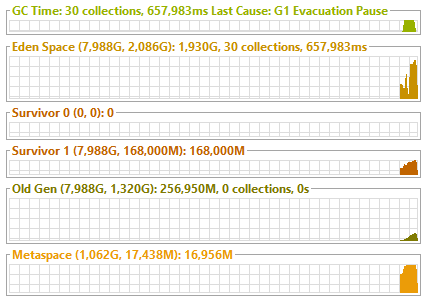 GC Time: 30 collections, 657,983ms Last Cause: G1 Evacuation Pause
Eden Space (7,988G, 2,086G): 1,930G, 30 collections, 657,983ms
Survivor 0 (0, 0): 0
Survivor 1 (7,988G, 168,000M): 168,000M
Old Gen (7,988G, 1,320G): 256,950M, 0 collections, 0s
Metaspace (1,062G, 17,438M): 16,956M